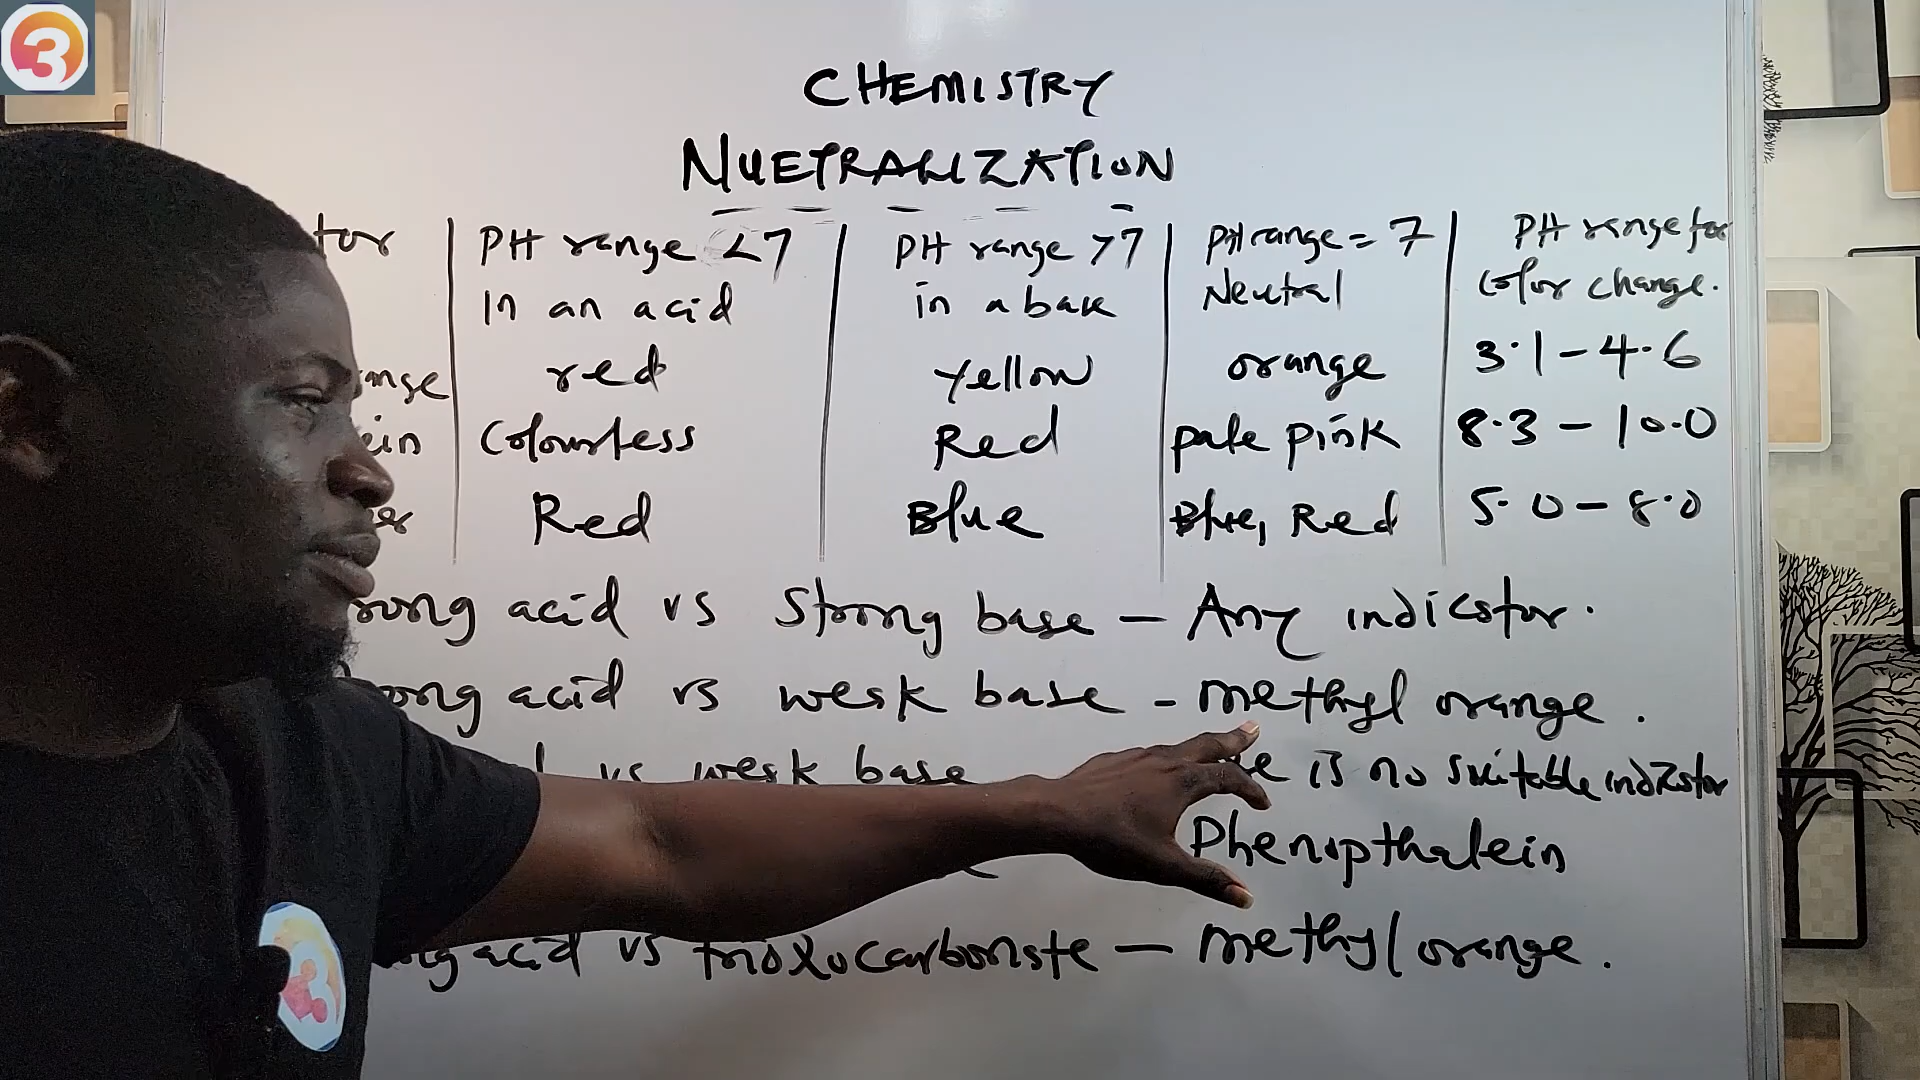 3
CHEMISTRY
NUETRALIZATION
tor PH range <7 PH range >7 PH range = 7 PH range for
in an acid in a base Neutral color change.
red yellow orange 3.1 - 4.6
ein Colourless Red pale pink 8.3 - 10.0
Red Blue Blue, Red 5.0 - 8.0
rong acid vs Strong base - Any indicator.
ong acid vs weak base - methyl orange.
vs weak base is no suitable indicator
Phenopthalein
acid vs trioxocarbonate - methyl orange.
3